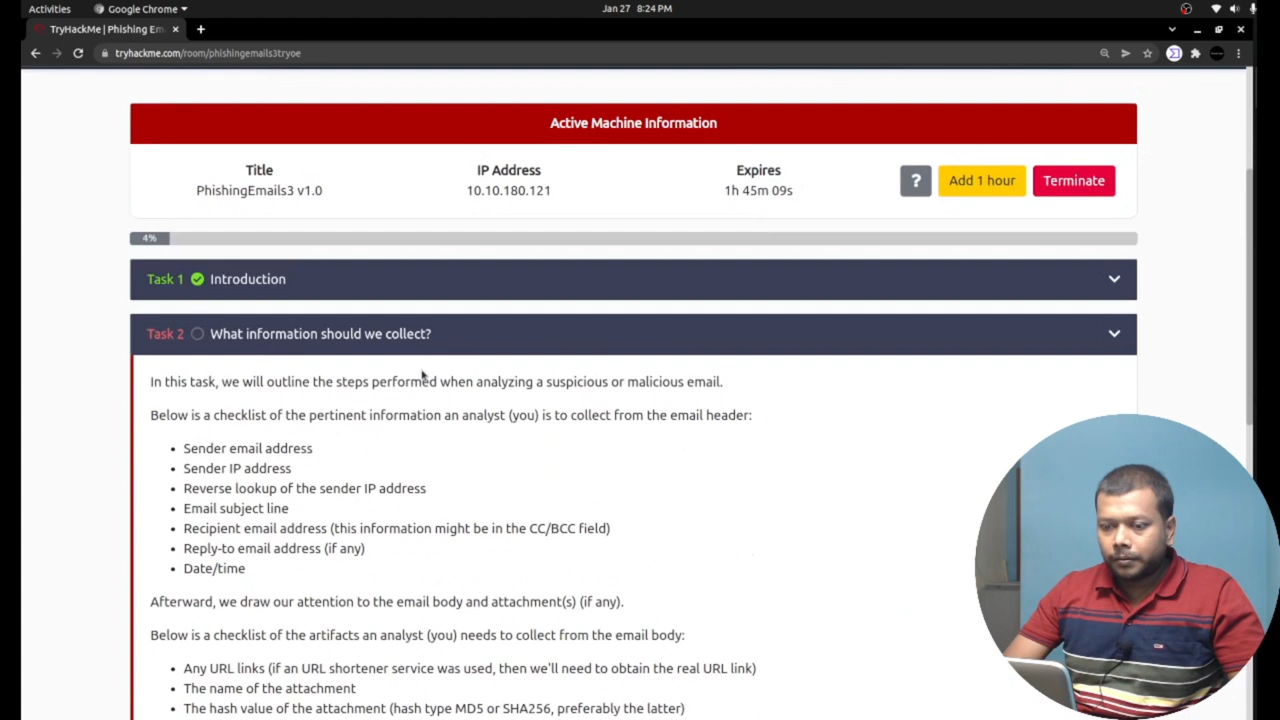 Activities Google Chrome Jan 27 8:24 PM
TryHackMe | Phishing Em
tryhackme.com/room/phishingemails3tryoe
Active Machine Information
Title IP Address Expires
PhishingEmails3 v1.0 10.10.180.121 1h 45m 09s
? Add 1 hour Terminate
4%
Task 1 Introduction
Task 2 What information should we collect?
In this task, we will outline the steps performed when analyzing a suspicious or malicious email.
Below is a checklist of the pertinent information an analyst (you) is to collect from the email header:
• Sender email address
• Sender IP address
• Reverse lookup of the sender IP address
• Email subject line
• Recipient email address (this information might be in the CC/BCC field)
• Reply-to email address (if any)
• Date/time
Afterward, we draw our attention to the email body and attachment(s) (if any).
Below is a checklist of the artifacts an analyst (you) needs to collect from the email body:
• Any URL links (if an URL shortener service was used, then we'll need to obtain the real URL link)
• The name of the attachment
• The hash value of the attachment (hash type MD5 or SHA256, preferably the latter)